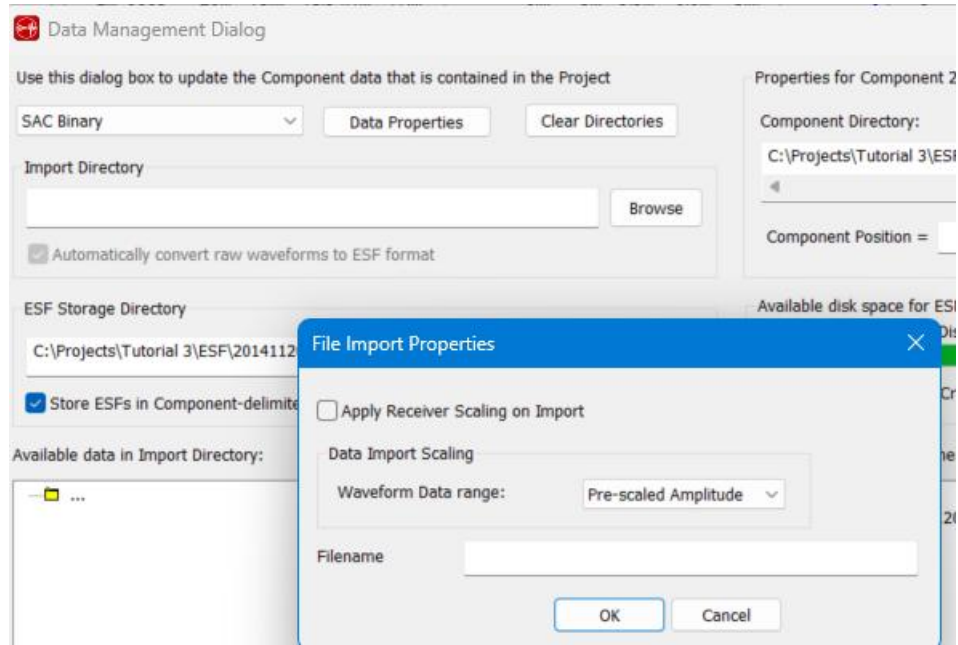 Data Management Dialog
Use this dialog box to update the Component data that is contained in the Project
SAC Binary
Data Properties
Clear Directories
Import Directory
Browse
Automatically convert raw waveforms to ESF format
ESF Storage Directory
C:\Projects\Tutorial 3\ESF\2014112
Store ESFs in Component-delimite
Available data in Import Directory:
...
Properties for Component 2
Component Directory:
C:\Projects\Tutorial 3\ESF
Component Position =
Available disk space for ESF
File Import Properties
Apply Receiver Scaling on Import
Data Import Scaling
Waveform Data range:
Pre-scaled Amplitude
Filename
OK
Cancel